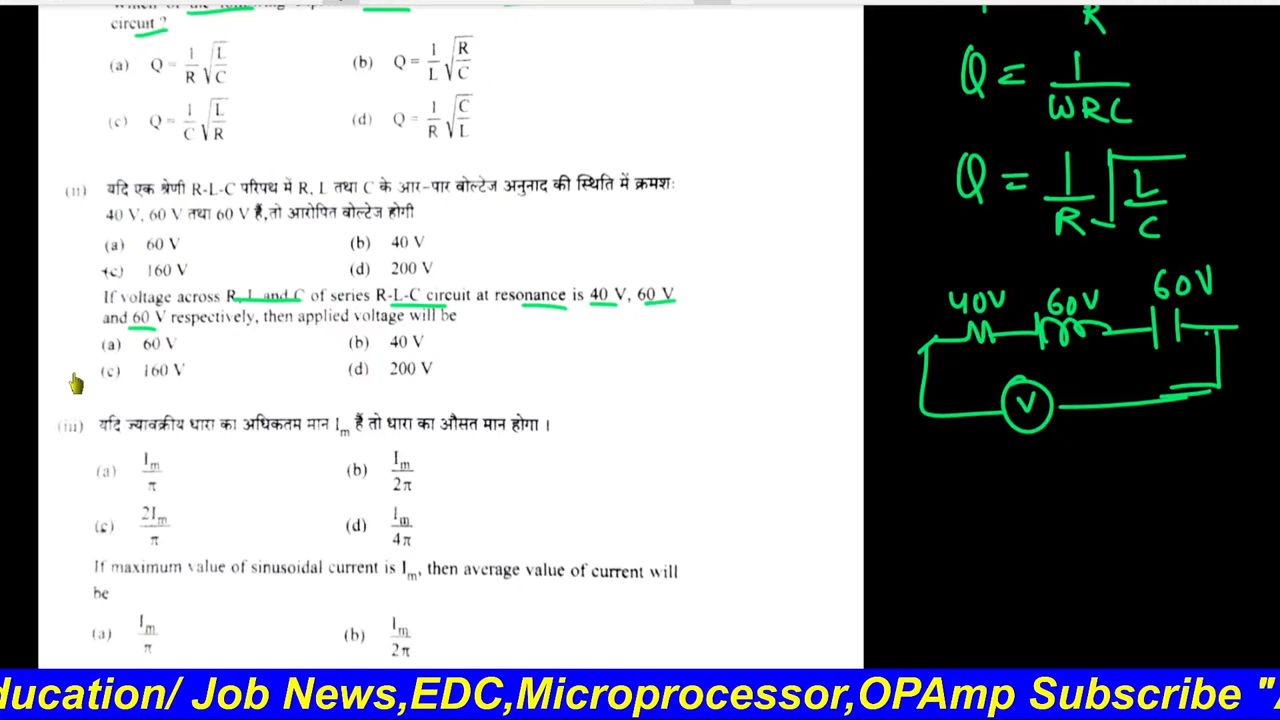 circuit ?
(a) Q = 1/R √L/C (b) Q = 1/L √R/C
(c) Q = 1/C √L/R (d) Q = 1/R √C/L
(ii) यदि एक श्रेणी R-L-C परिपथ में R, L तथा C के आर-पार वोल्टेज अनुनाद की स्थिति में क्रमशः
40 V, 60 V तथा 60 V हैं,तो आरोपित वोल्टेज होगी
(a) 60 V (b) 40 V
(c) 160 V (d) 200 V
If voltage across R, L and C of series R-L-C circuit at resonance is 40 V, 60 V
and 60 V respectively, then applied voltage will be
(a) 60 V (b) 40 V
(c) 160 V (d) 200 V
(iii) यदि ज्यावक्रीय धारा का अधिकतम मान Im हैं तो धारा का औसत मान होगा ।
(a) Im/π (b) Im/2π
(c) 2Im/π (d) Im/4π
If maximum value of sinusoidal current is Im, then average value of current will
be
(a) Im/π (b) Im/2π
R
Q = 1/WRC
Q = 1/R √L/C
40V 60V 60V
V
ducation/ Job News,EDC,Microprocessor,OPAmp Subscribe "